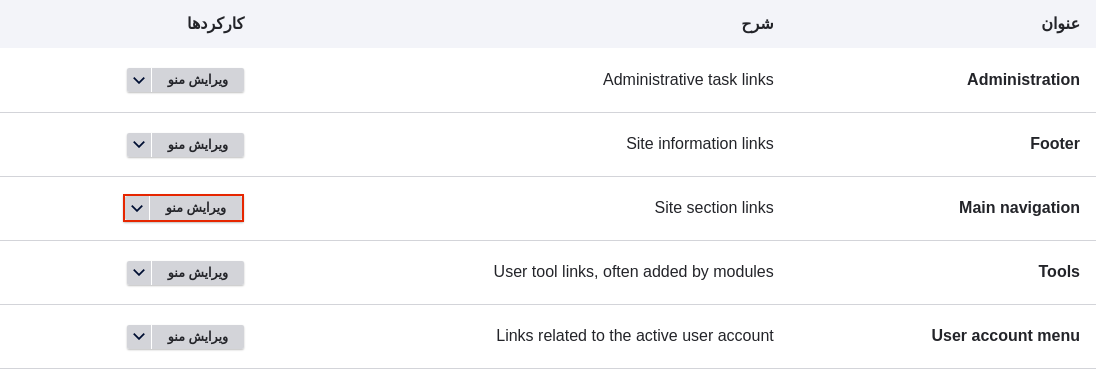 عنوان شرح کارکردها
Administration Administrative task links ویرایش منو
Footer Site information links ویرایش منو
Main navigation Site section links ویرایش منو
Tools User tool links, often added by modules ویرایش منو
User account menu Links related to the active user account ویرایش منو